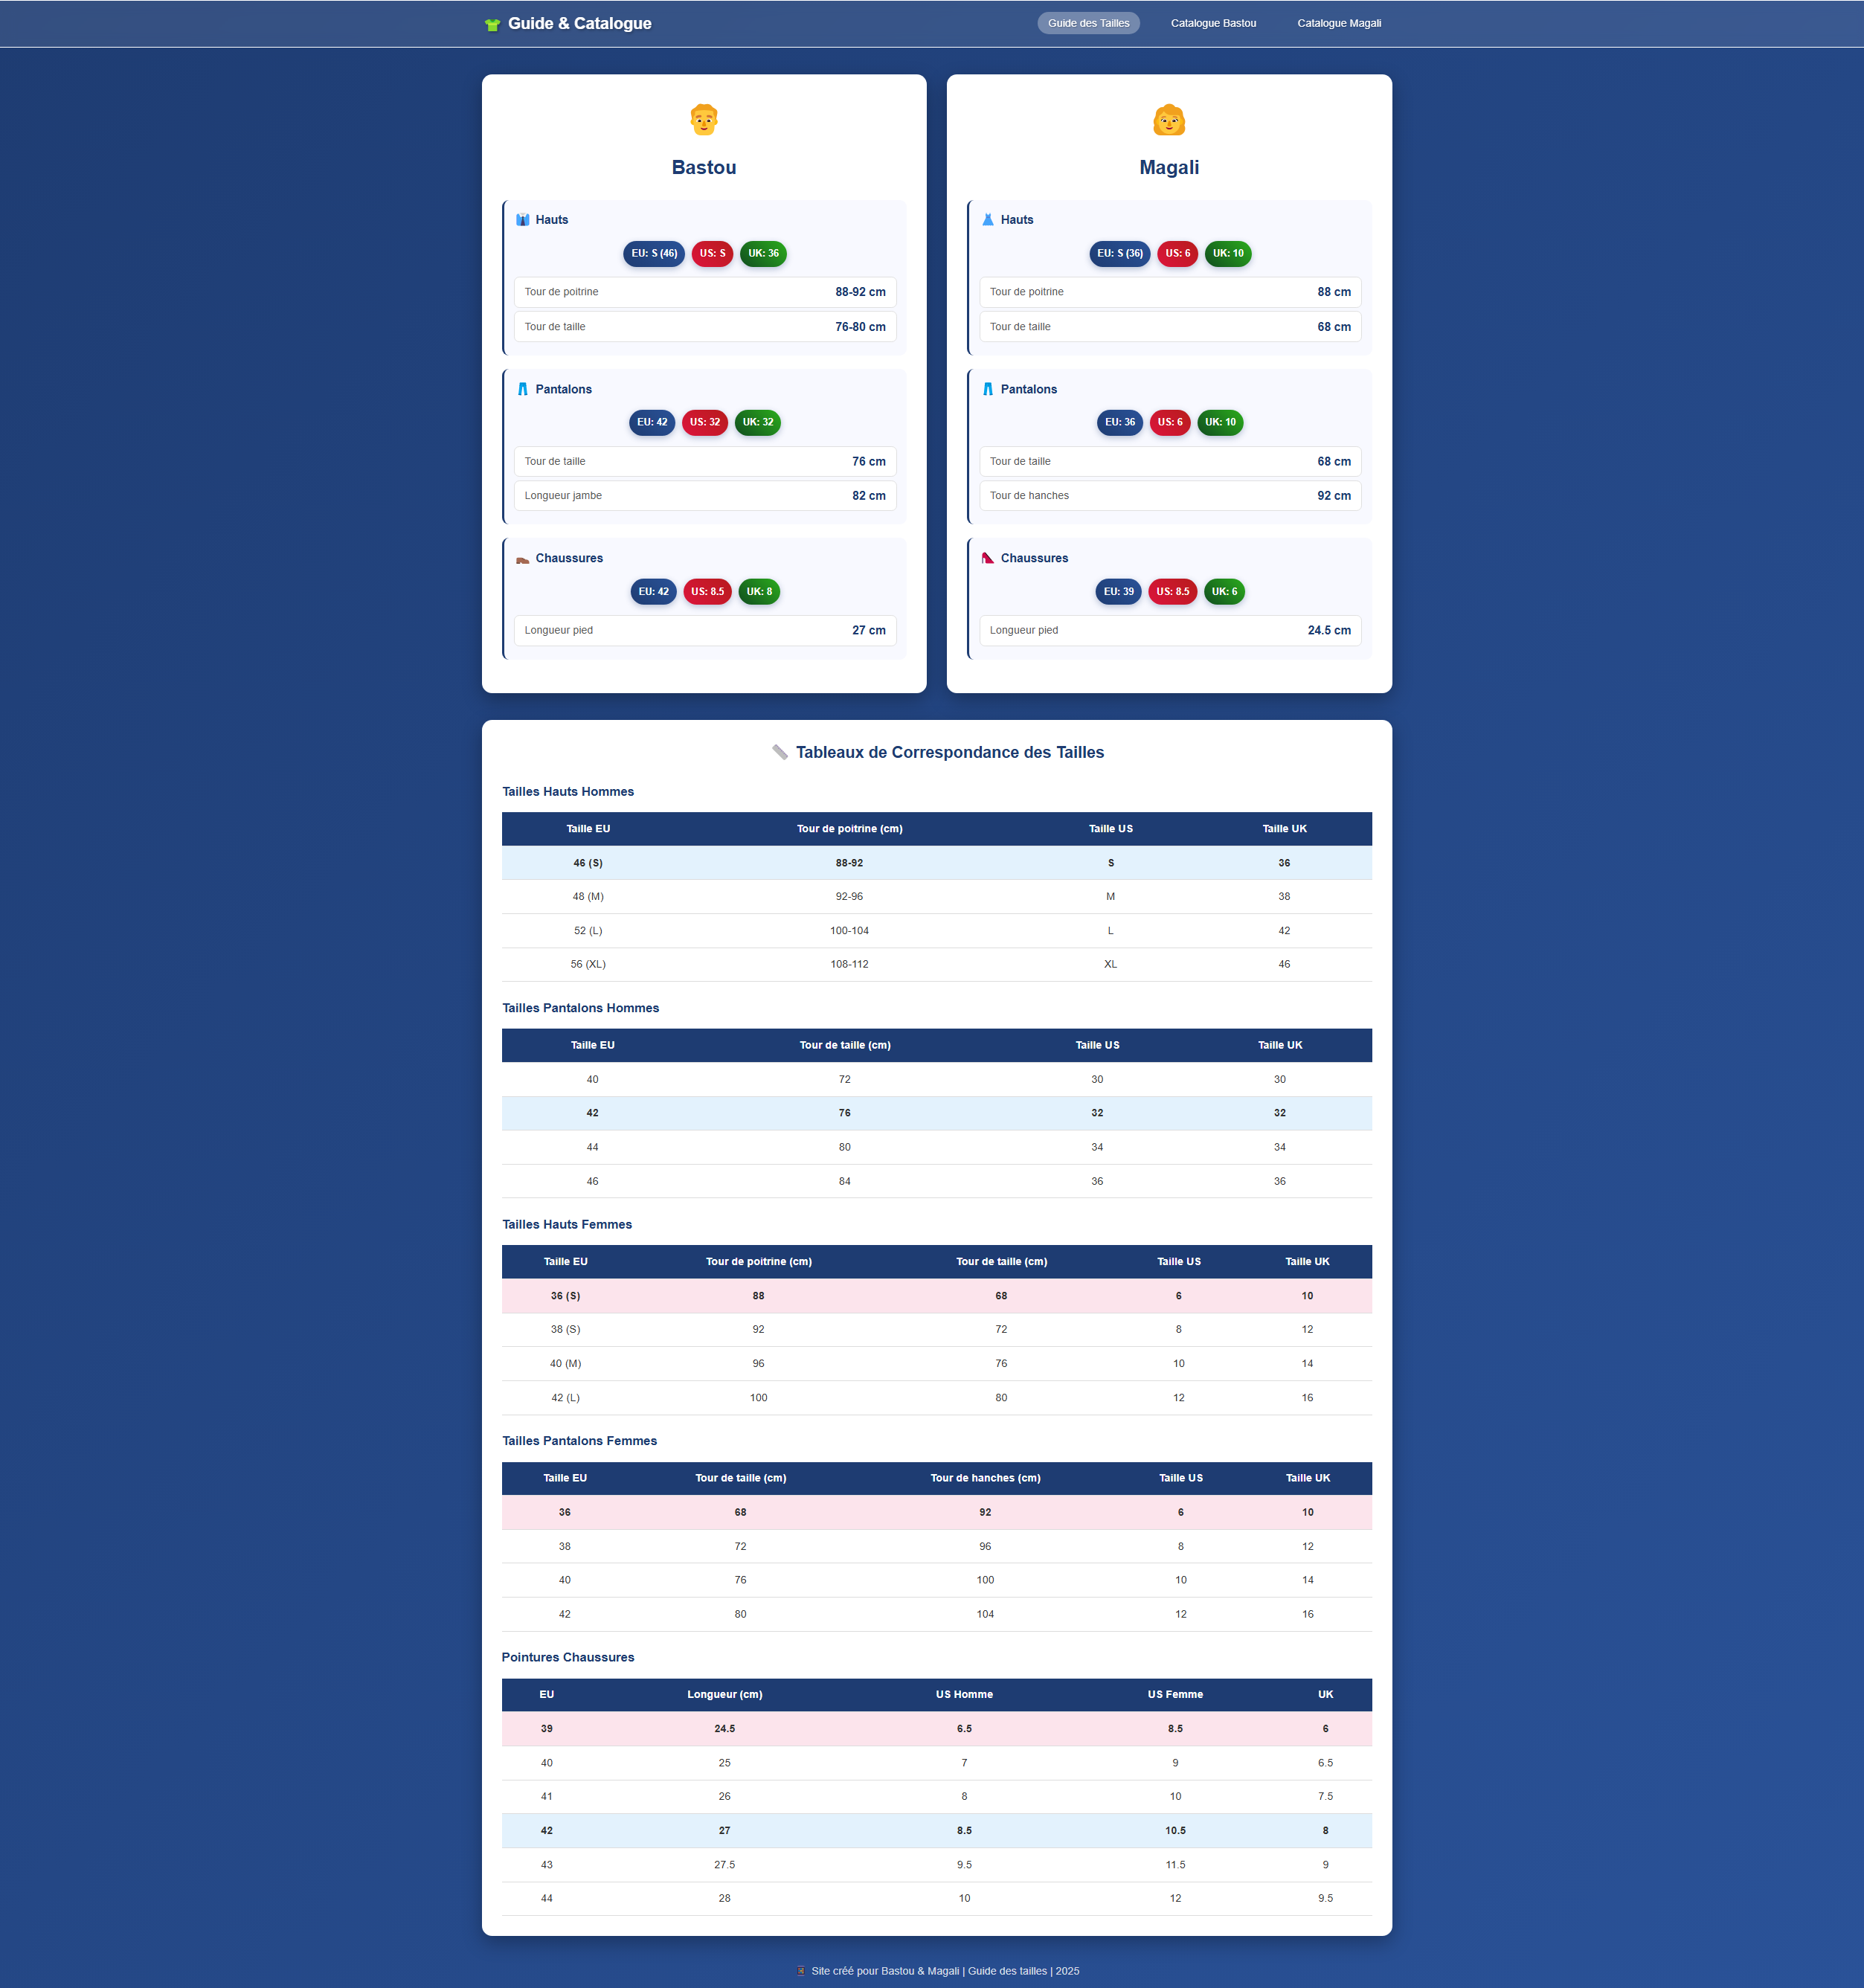 Guide & Catalogue
Guide des Tailles Catalogue Bastou Catalogue Magali
Bastou
Hauts
EU: S (46) US: S UK: 36
Tour de poitrine 88-92 cm
Tour de taille 76-80 cm
Pantalons
EU: 42 US: 32 UK: 32
Tour de taille 76 cm
Longueur jambe 82 cm
Chaussures
EU: 42 US: 8.5 UK: 8
Longueur pied 27 cm
Magali
Hauts
EU: S (36) US: 6 UK: 10
Tour de poitrine 88 cm
Tour de taille 68 cm
Pantalons
EU: 36 US: 6 UK: 10
Tour de taille 68 cm
Tour de hanches 92 cm
Chaussures
EU: 39 US: 8.5 UK: 6
Longueur pied 24.5 cm
Tableaux de Correspondance des Tailles
Tailles Hauts Hommes
Taille EU Tour de poitrine (cm) Taille US Taille UK
46 (S) 88-92 S 36
48 (M) 92-96 M 38
52 (L) 100-104 L 42
56 (XL) 108-112 XL 46
Tailles Pantalons Hommes
Taille EU Tour de taille (cm) Taille US Taille UK
40 72 30 30
42 76 32 32
44 80 34 34
46 84 36 36
Tailles Hauts Femmes
Taille EU Tour de poitrine (cm) Tour de taille (cm) Taille US Taille UK
36 (S) 88 68 6 10
38 (S) 92 72 8 12
40 (M) 96 76 10 14
42 (L) 100 80 12 16
Tailles Pantalons Femmes
Taille EU Tour de taille (cm) Tour de hanches (cm) Taille US Taille UK
36 68 92 6 10
38 72 96 8 12
40 76 100 10 14
42 80 104 12 16
Pointures Chaussures
EU Longueur (cm) US Homme US Femme UK
39 24.5 6.5 8.5 6
40 25 7 9 6.5
41 26 8 10 7.5
42 27 8.5 10.5 8
43 27.5 9.5 11.5 9
44 28 10 12 9.5
Site créé pour Bastou & Magali | Guide des tailles | 2025